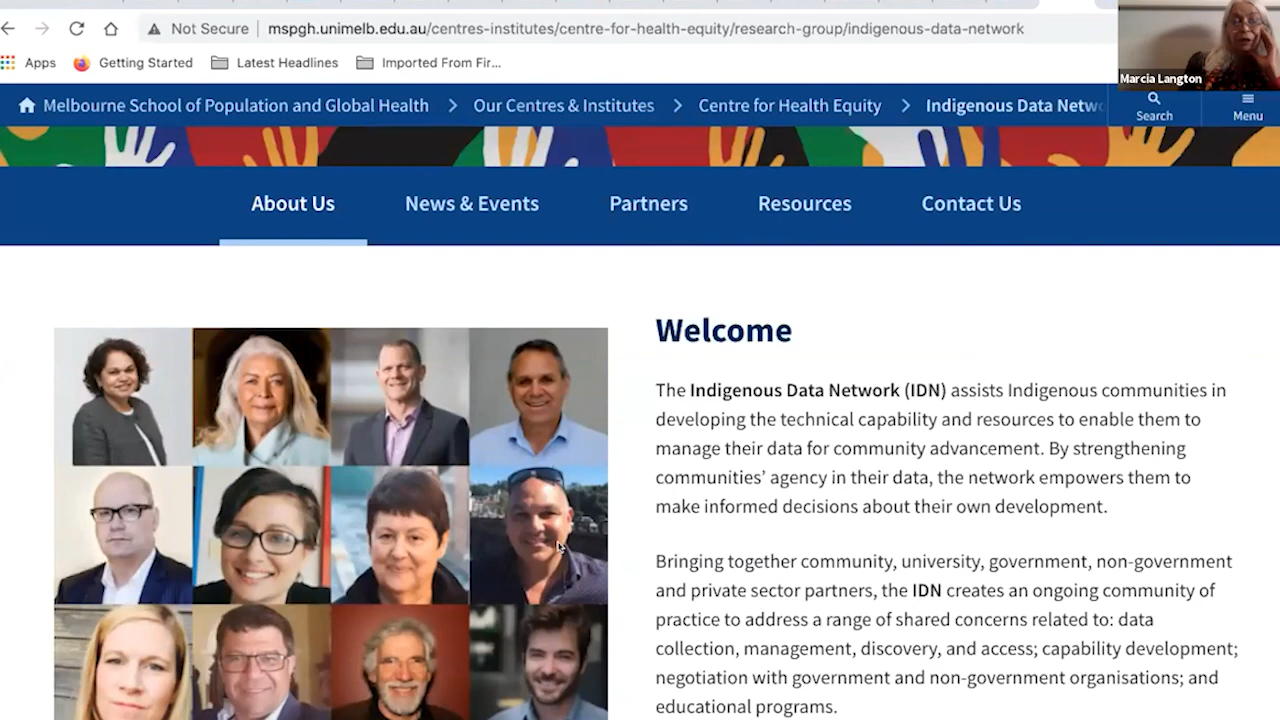 Not Secure mspgh.unimelb.edu.au/centres-institutes/centre-for-health-equity/research-group/indigenous-data-network
Apps Getting Started Latest Headlines Imported From Fir...
Marcia Langton
Melbourne School of Population and Global Health Our Centres & Institutes Centre for Health Equity Indigenous Data Netw
Search Menu
About Us News & Events Partners Resources Contact Us
Welcome
The Indigenous Data Network (IDN) assists Indigenous communities in
developing the technical capability and resources to enable them to
manage their data for community advancement. By strengthening
communities’ agency in their data, the network empowers them to
make informed decisions about their own development.
Bringing together community, university, government, non-government
and private sector partners, the IDN creates an ongoing community of
practice to address a range of shared concerns related to: data
collection, management, discovery, and access; capability development;
negotiation with government and non-government organisations; and
educational programs.